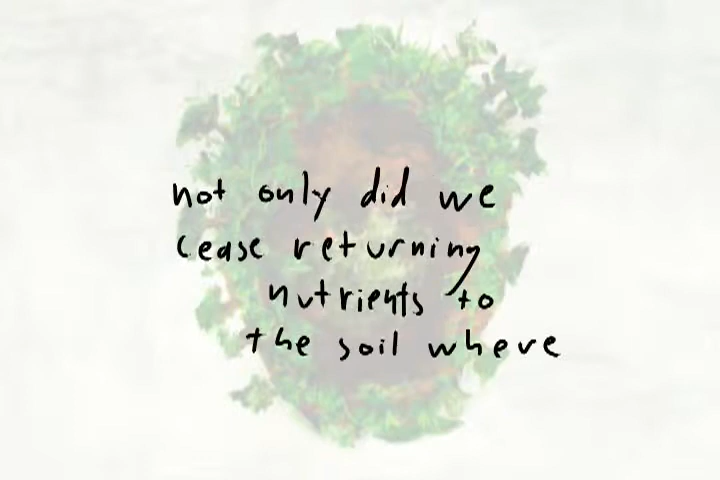 not only did we
cease returning
nutrients to
the soil where